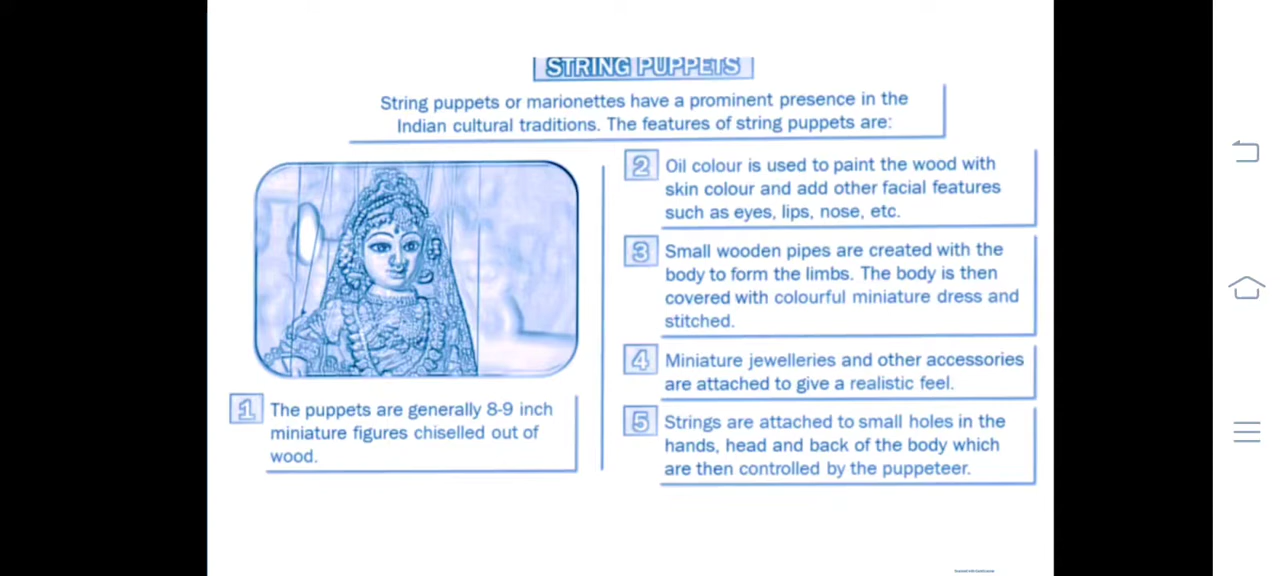 STRING PUPPETS
String puppets or marionettes have a prominent presence in the
Indian cultural traditions. The features of string puppets are:
1 The puppets are generally 8-9 inch
miniature figures chiselled out of
wood.
2 Oil colour is used to paint the wood with
skin colour and add other facial features
such as eyes, lips, nose, etc.
3 Small wooden pipes are created with the
body to form the limbs. The body is then
covered with colourful miniature dress and
stitched.
4 Miniature jewelleries and other accessories
are attached to give a realistic feel.
5 Strings are attached to small holes in the
hands, head and back of the body which
are then controlled by the puppeteer.